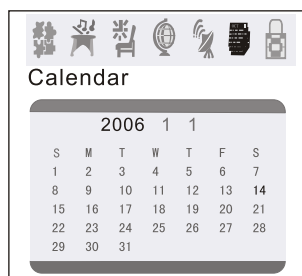 Calendar
2006 1 1
S M T W T F S
1 2 3 4 5 6 7
8 9 10 11 12 13 14
15 16 17 18 19 20 21
22 23 24 25 26 27 28
29 30 31